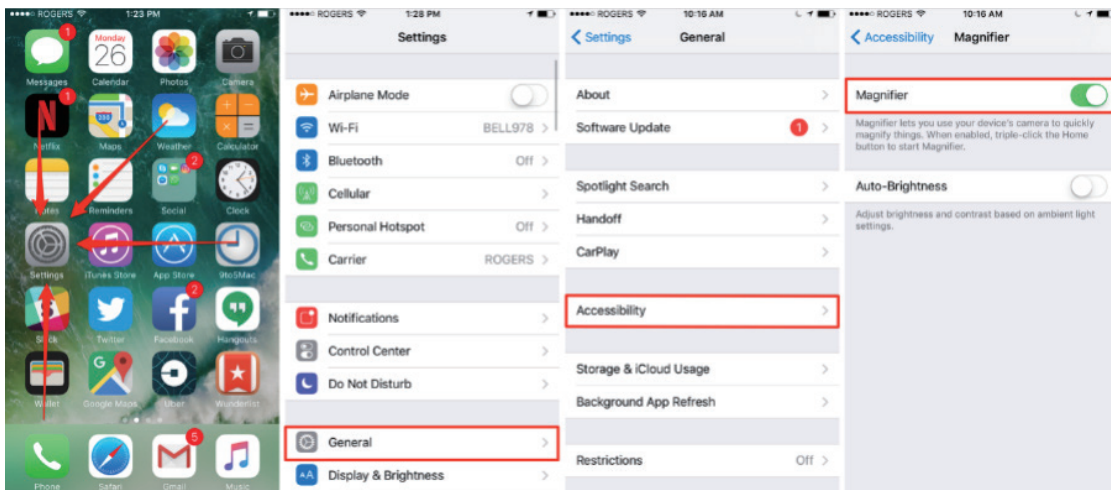 ROGERS 1:23 PM
1
Monday
26
Messages Calendar Photos Camera
1
280
Netflix Maps Weather Calculator
2
Notes Reminders Social Clock
Settings iTunes Store App Store 9to5Mac
2
Slack Twitter Facebook Hangouts
G
Wallet Google Maps Uber Wunderlist
5
Phone Safari Gmail Music
ROGERS 1:28 PM
Settings
Airplane Mode
Wi-Fi BELL978
Bluetooth Off
Cellular
Personal Hotspot Off
Carrier ROGERS
Notifications
Control Center
Do Not Disturb
General
AA Display & Brightness
ROGERS 10:16 AM
Settings General
About
Software Update 1
Spotlight Search
Handoff
CarPlay
Accessibility
Storage & iCloud Usage
Background App Refresh
Restrictions Off
ROGERS 10:16 AM
Accessibility Magnifier
Magnifier
Magnifier lets you use your device's camera to quickly
magnify things. When enabled, triple-click the Home
button to start Magnifier.
Auto-Brightness
Adjust brightness and contrast based on ambient light
settings.